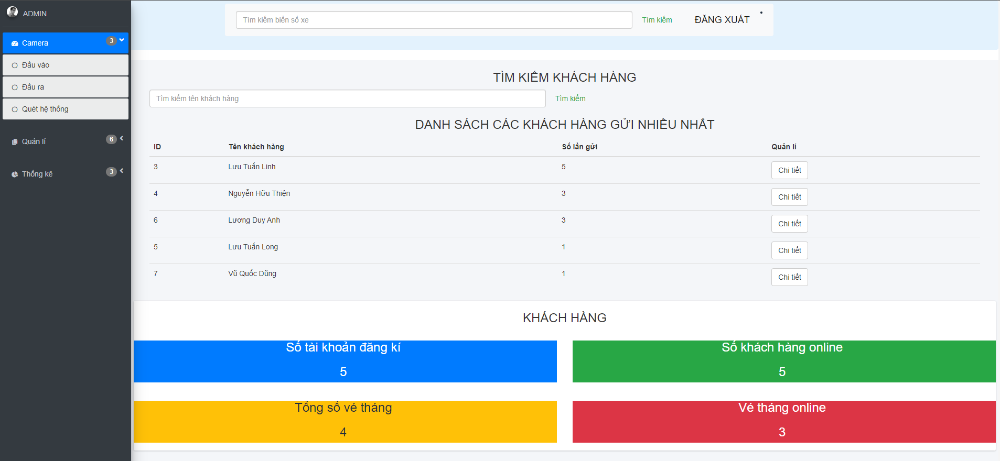 ADMIN
Camera 3
Đầu vào
Đầu ra
Quét hệ thống
Quản lí 6
Thống kê 3
Tìm kiếm biển số xe Tìm kiếm ĐĂNG XUẤT
TÌM KIẾM KHÁCH HÀNG
Tìm kiếm tên khách hàng Tìm kiếm
DANH SÁCH CÁC KHÁCH HÀNG GỬI NHIỀU NHẤT
ID Tên khách hàng Số lần gửi Quản lí
3 Lưu Tuấn Linh 5 Chi tiết
4 Nguyễn Hữu Thiện 3 Chi tiết
6 Lương Duy Anh 3 Chi tiết
5 Lưu Tuấn Long 1 Chi tiết
7 Vũ Quốc Dũng 1 Chi tiết
KHÁCH HÀNG
Số tài khoản đăng kí
5
Số khách hàng online
5
Tổng số vé tháng
4
Vé tháng online
3